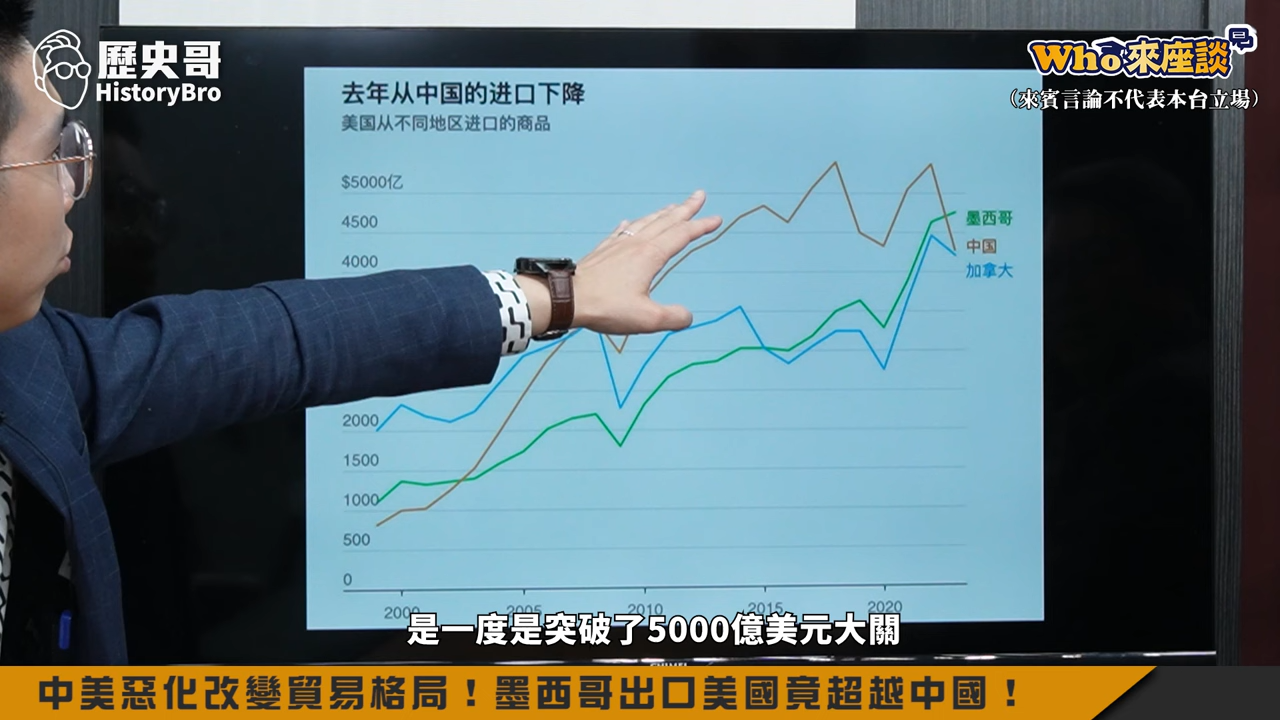 歷史哥
HistoryBro
Who來座談
（來賓言論不代表本台立場）
去年从中国的进口下降
美国从不同地区进口的商品
$5000亿
4500
4000
2000
1500
1000
500
0
墨西哥
中国
加拿大
2000
2005
2010
2015
2020
是一度是突破了5000億美元大關
中美惡化改變貿易格局！墨西哥出口美國竟超越中國！